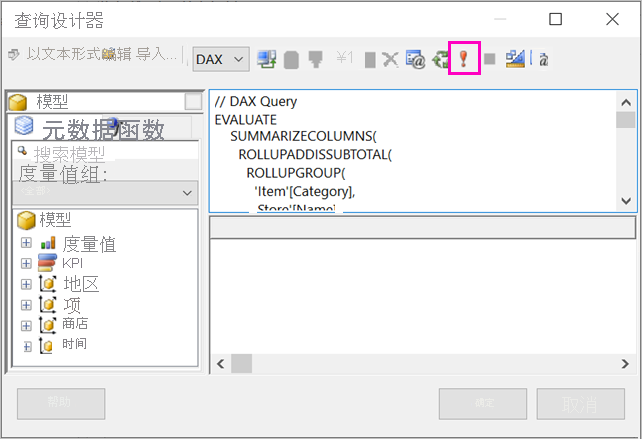 查询设计器
以文本形式编辑 导入...
DAX
模型
元数据函数
搜索模型
度量值组:
<全部>
模型
度量值
KPI
地区
项
商店
时间
// DAX Query
EVALUATE
SUMMARIZECOLUMNS(
ROLLUPADDISSUBTOTAL(
ROLLUPGROUP(
'Item'[Category],
Store'[Name]
帮助
确定
取消